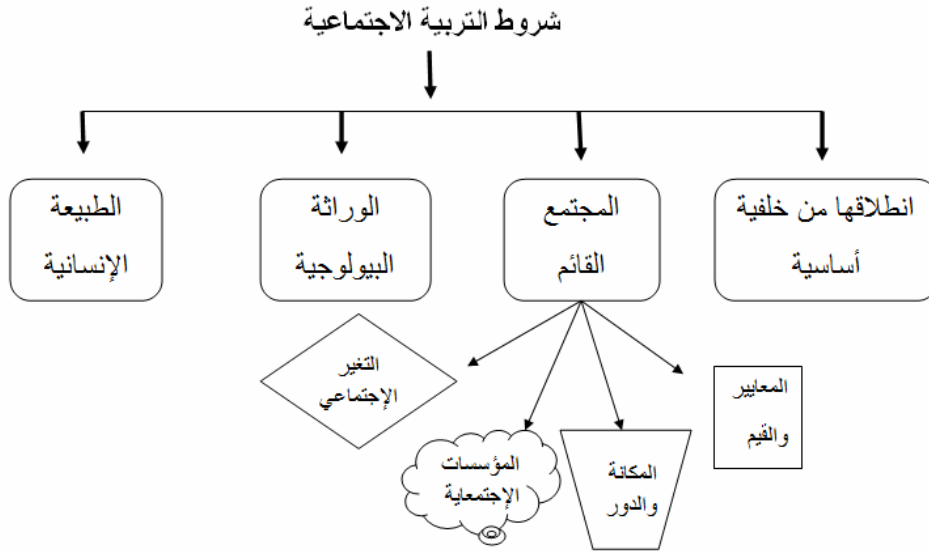 شروط التربية الاجتماعية
انطلاقها من خلفية
أساسية
المجتمع
القائم
الوراثة
البيولوجية
الطبيعة
الإنسانية
المعايير
والقيم
المكانة
والدور
المؤسسات
الإجتمعاية
التغير
الإجتماعي